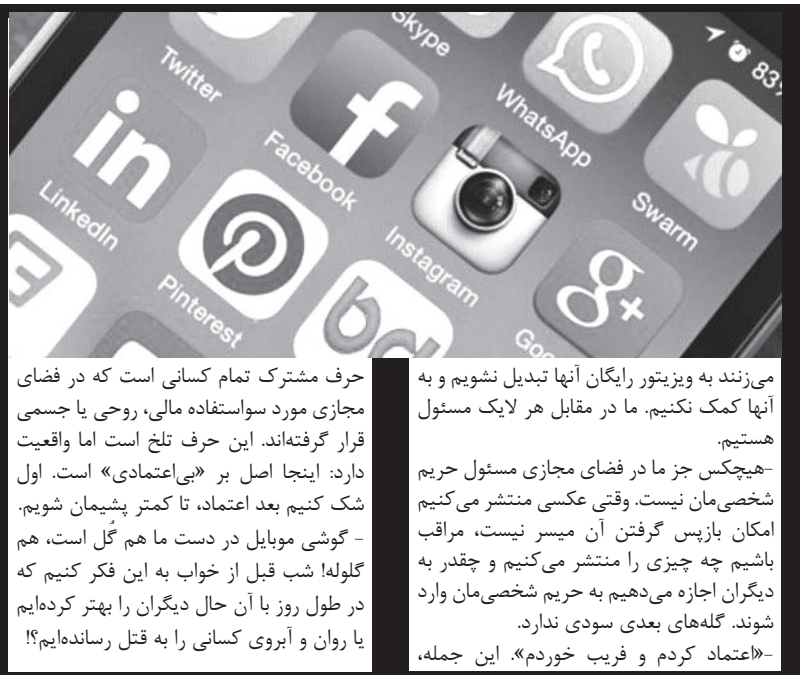 Skype
83%
Twitter
WhatsApp
Facebook
Swarm
LinkedIn
Instagram
Pinterest
g+
می‌زنند به ویزیتور رایگان آنها تبدیل نشویم و به
آنها کمک نکنیم. ما در مقابل هر لایک مسئول
هستیم.
-هیچکس جز ما در فضای مجازی مسئول حریم
شخصی‌مان نیست. وقتی عکسی منتشر می‌کنیم
امکان بازپس گرفتن آن میسر نیست، مراقب
باشیم چه چیزی را منتشر می‌کنیم و چقدر به
دیگران اجازه می‌دهیم به حریم شخصی‌مان وارد
شوند. گله‌های بعدی سودی ندارد.
-«اعتماد کردم و فریب خوردم». این جمله،
حرف مشترک تمام کسانی است که در فضای
مجازی مورد سواستفاده مالی، روحی یا جسمی
قرار گرفته‌اند. این حرف تلخ است اما واقعیت
دارد: اینجا اصل بر «بی‌اعتمادی» است. اول
شک کنیم بعد اعتماد، تا کمتر پشیمان شویم.
- گوشی موبایل در دست ما هم گُل است، هم
گلوله! شب قبل از خواب به این فکر کنیم که
در طول روز با آن حال دیگران را بهتر کرده‌ایم
یا روان و آبروی کسانی را به قتل رسانده‌ایم؟!